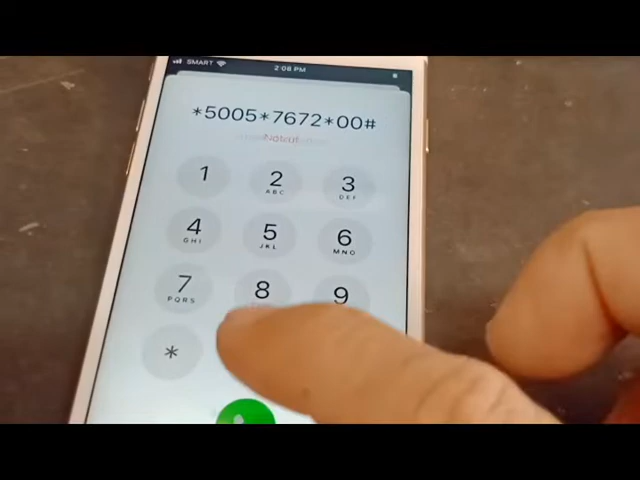 SMART
2:08 PM
*5005*7672*00#
1
2
ABC
3
DEF
4
GHI
5
JKL
6
MNO
7
PQRS
8
9
*